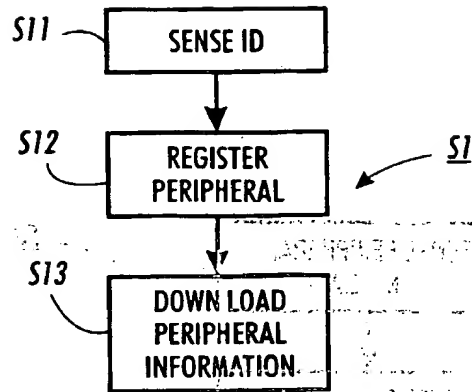 S11
SENSE ID
S12
REGISTER
PERIPHERAL
S1
S13
DOWN LOAD
PERIPHERAL
INFORMATION